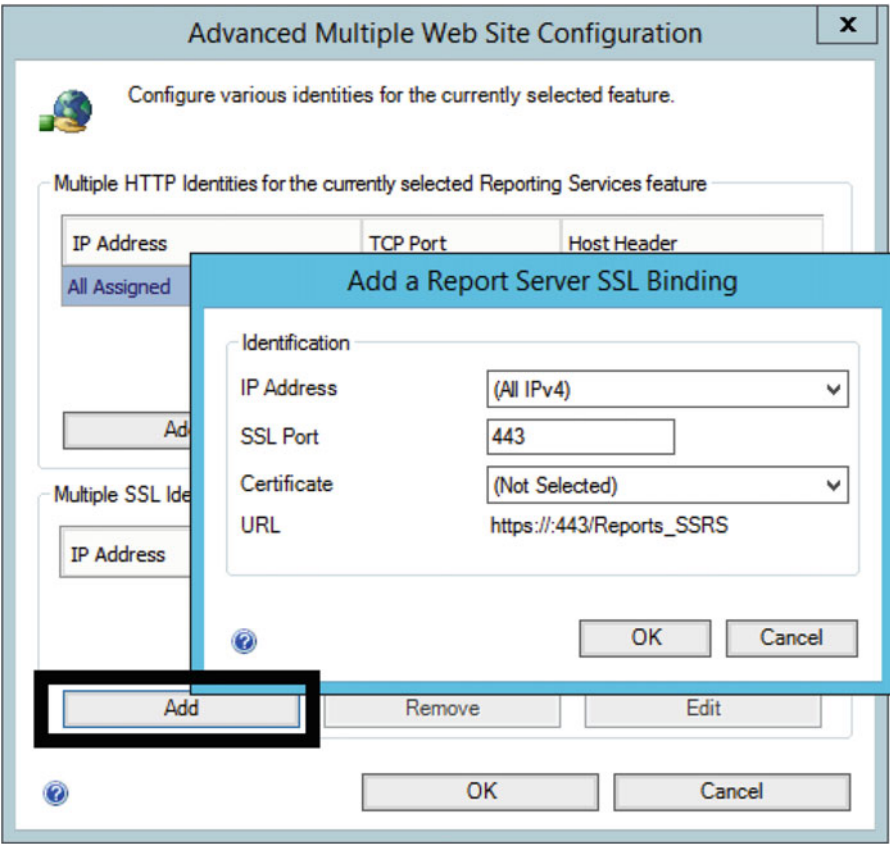 Advanced Multiple Web Site Configuration
x
Configure various identities for the currently selected feature.
Multiple HTTP Identities for the currently selected Reporting Services feature
IP Address TCP Port Host Header
All Assigned
Add a Report Server SSL Binding
Identification
IP Address (All IPv4)
SSL Port 443
Certificate (Not Selected)
URL https://:443/Reports_SSRS
OK Cancel
Multiple SSL Ide
IP Address
Add Remove Edit
OK Cancel